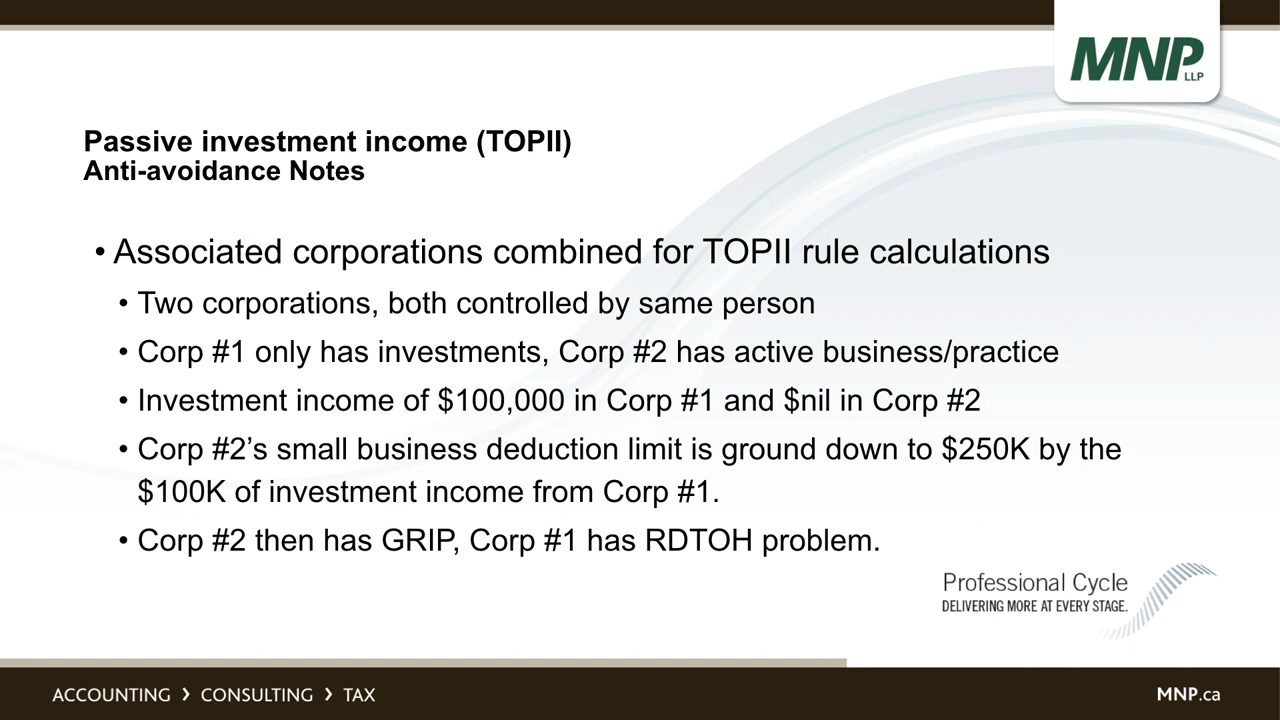 MNP
LLP
Passive investment income (TOPII)
Anti-avoidance Notes
• Associated corporations combined for TOPII rule calculations
• Two corporations, both controlled by same person
• Corp #1 only has investments, Corp #2 has active business/practice
• Investment income of $100,000 in Corp #1 and $nil in Corp #2
• Corp #2’s small business deduction limit is ground down to $250K by the
$100K of investment income from Corp #1.
• Corp #2 then has GRIP, Corp #1 has RDTOH problem.
Professional Cycle
DELIVERING MORE AT EVERY STAGE.
ACCOUNTING › CONSULTING › TAX
MNP.ca